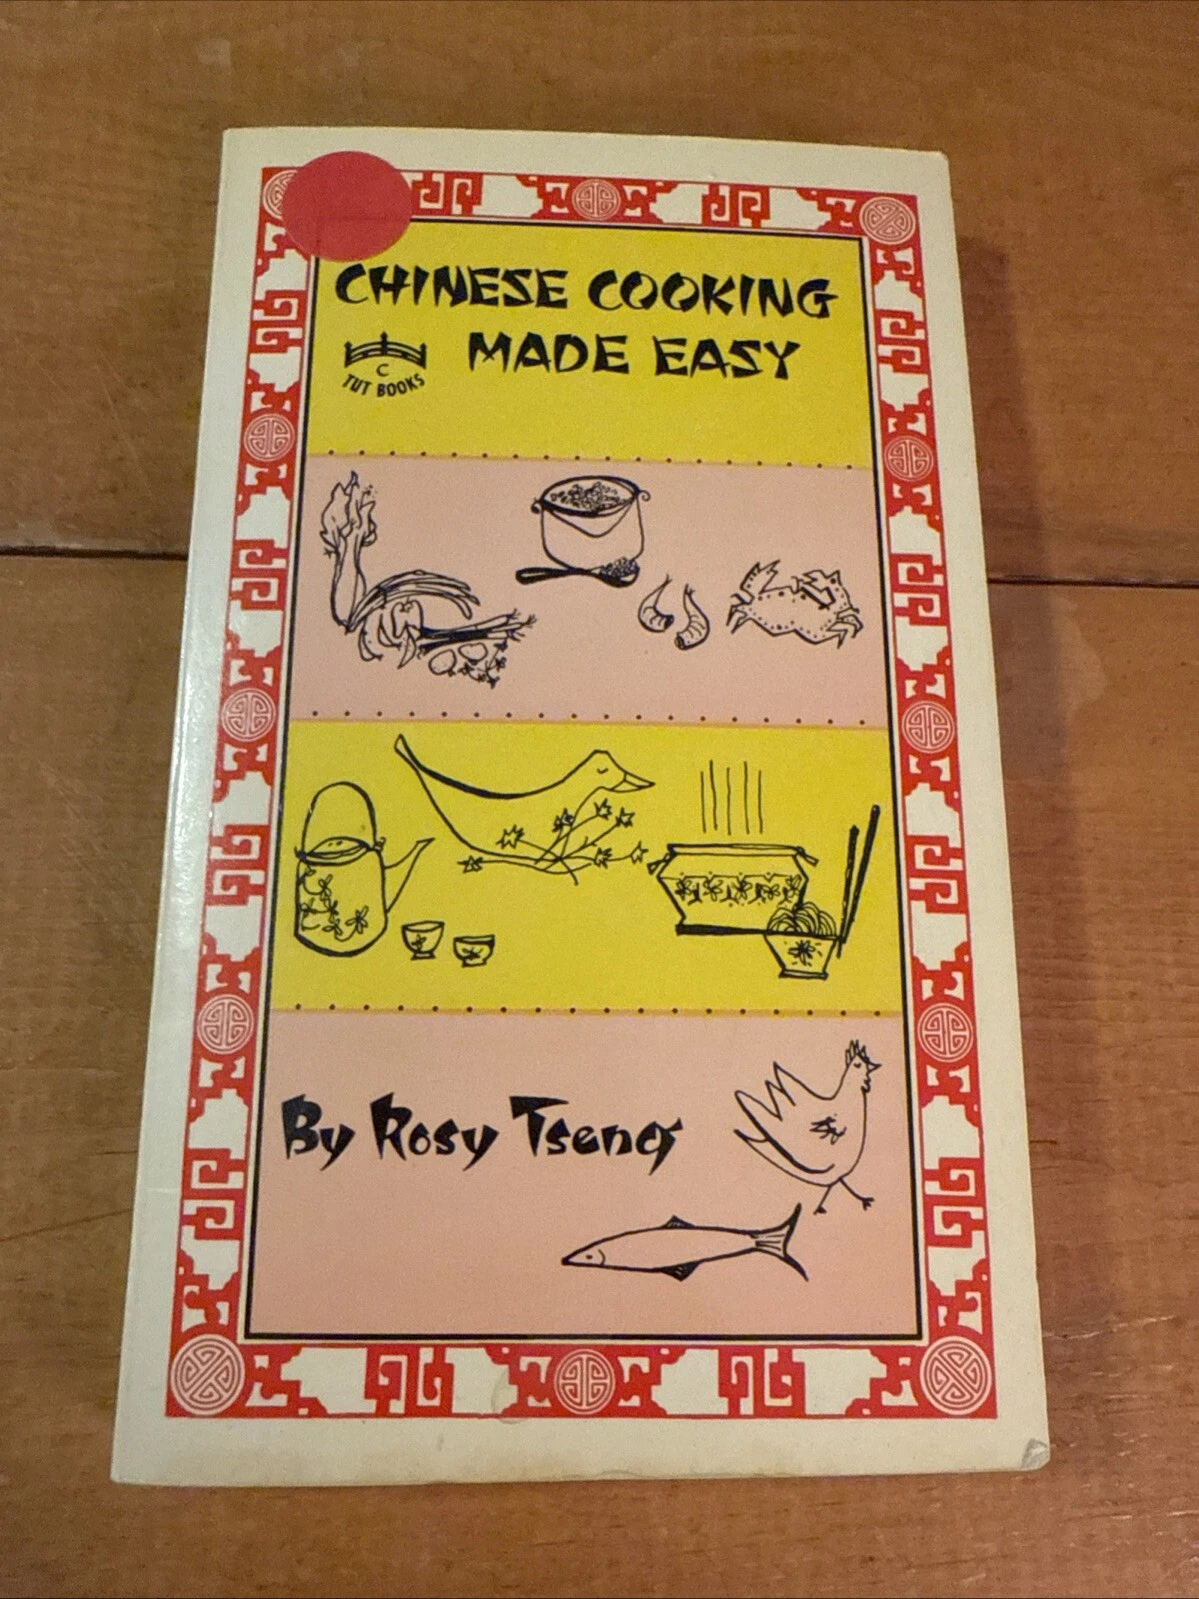 CHINESE COOKING
MADE EASY
C
TUT BOOKS
By Rosy Tseng